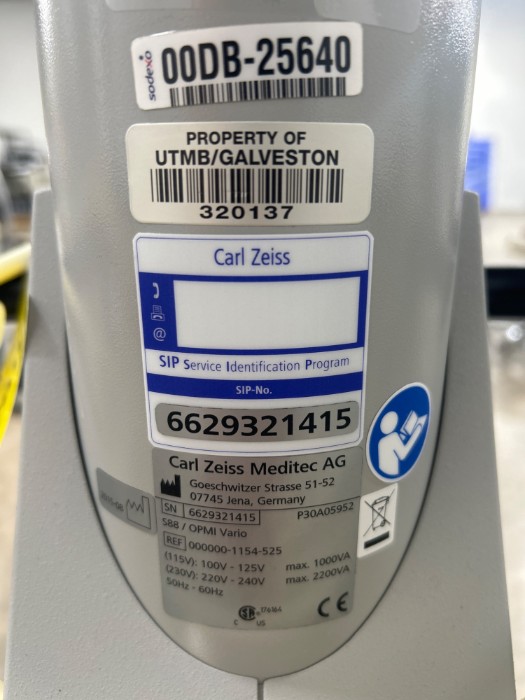 sodexo
00DB-25640
PROPERTY OF
UTMB/GALVESTON
320137
Carl Zeiss
@
SIP Service Identification Program
SIP-No.
6629321415
Carl Zeiss Meditec AG
Goeschwitzer Strasse 51-52
07745 Jena, Germany
SN 6629321415 P30A05952
S88 / OPMI Vario
REF 000000-1154-525
(115V): 100V - 125V max. 1000VA
(230V): 220V - 240V max. 2200VA
50Hz - 60Hz
C US
CE